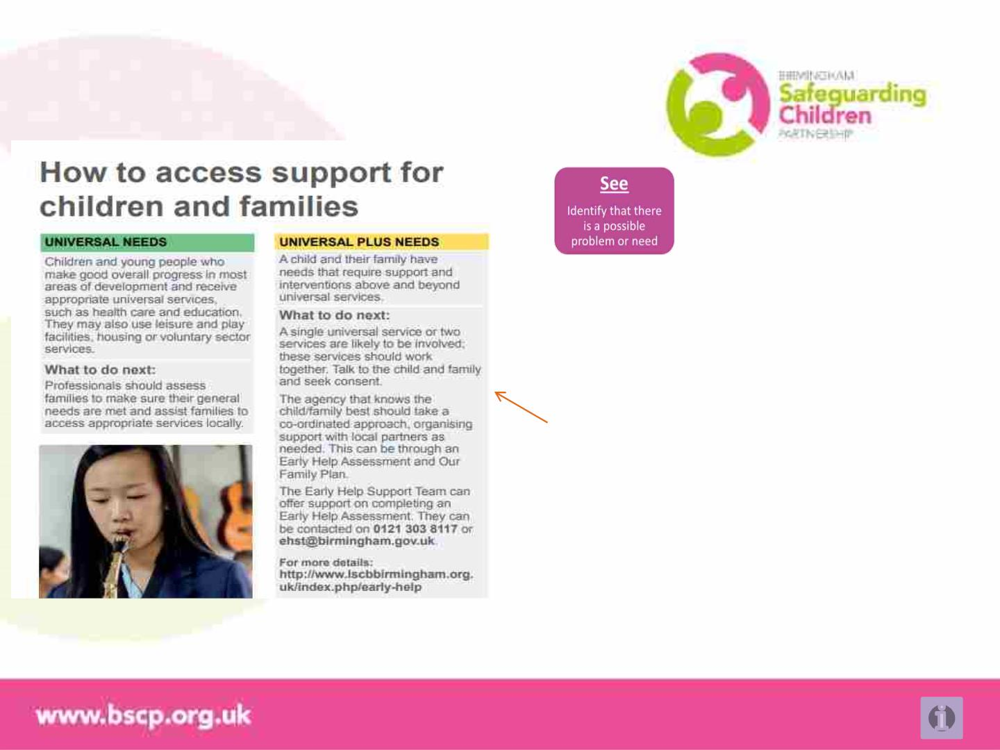 BIRMINGHAM
Safeguarding
Children
PARTNERSHIP
How to access support for
children and families
UNIVERSAL NEEDS
Children and young people who
make good overall progress in most
areas of development and receive
appropriate universal services,
such as health care and education.
They may also use leisure and play
facilities, housing or voluntary sector
services.
What to do next:
Professionals should assess
families to make sure their general
needs are met and assist families to
access appropriate services locally.
UNIVERSAL PLUS NEEDS
A child and their family have
needs that require support and
interventions above and beyond
universal services.
What to do next:
A single universal service or two
services are likely to be involved;
these services should work
together. Talk to the child and family
and seek consent.
The agency that knows the
child/family best should take a
co-ordinated approach, organising
support with local partners as
needed. This can be through an
Early Help Assessment and Our
Family Plan.
The Early Help Support Team can
offer support on completing an
Early Help Assessment. They can
be contacted on 0121 303 8117 or
ehst@birmingham.gov.uk.
For more details:
http://www.lscbbirmingham.org.
uk/index.php/early-help
See
Identify that there
is a possible
problem or need
www.bscp.org.uk